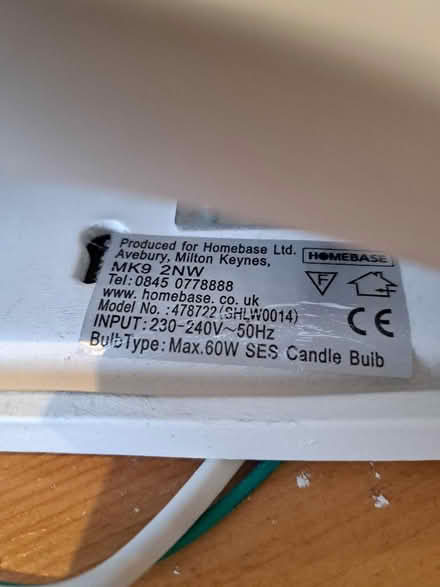 Produced for Homebase Ltd.
Avebury, Milton Keynes,
MK9 2NW
Tel:0845 0778888
www.homebase.co.uk
Model No.:478722(SHLW0014)
INPUT:230-240V~50Hz
BulbType: Max.60W SES Candle Bulb
HOMEBASE
F
CE